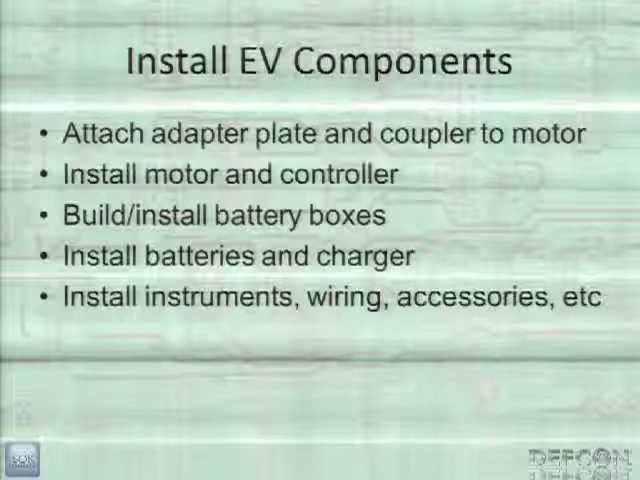 Install EV Components
• Attach adapter plate and coupler to motor
• Install motor and controller
• Build/install battery boxes
• Install batteries and charger
• Install instruments, wiring, accessories, etc
DEFCON